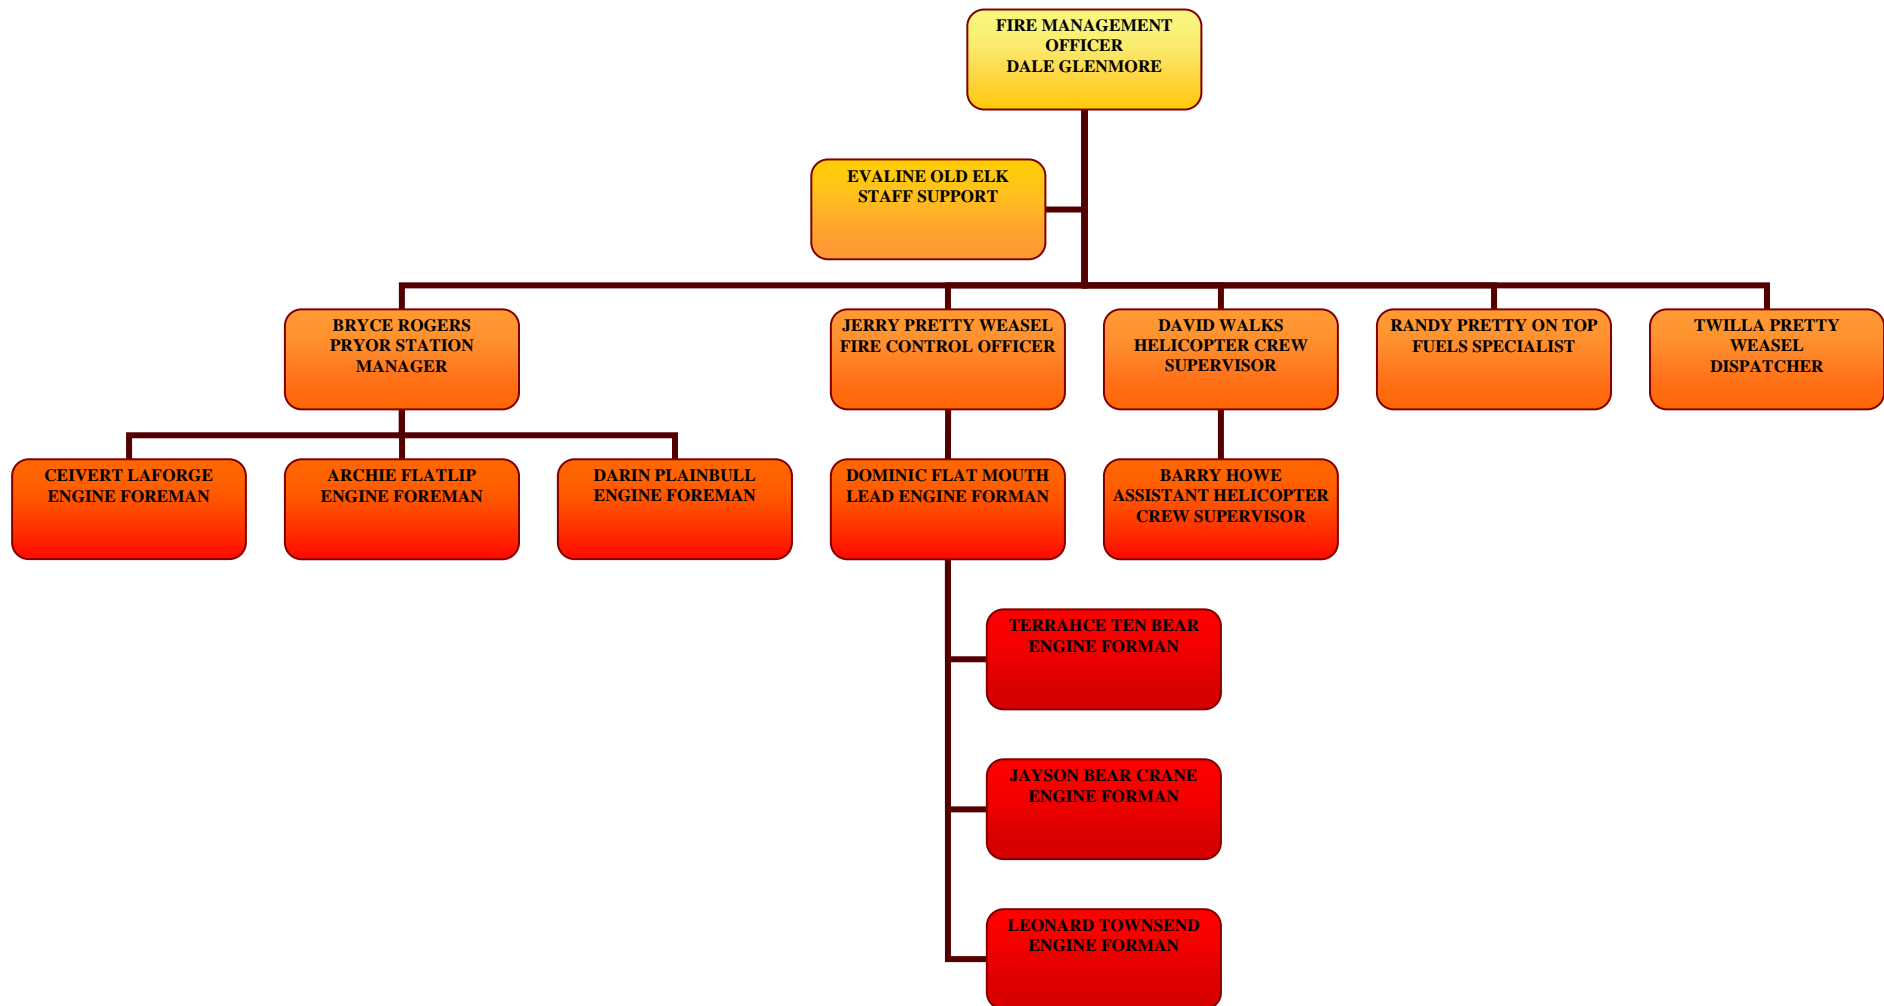 FIRE MANAGEMENT
OFFICER
DALE GLENMORE
EVALINE OLD ELK
STAFF SUPPORT
BRYCE ROGERS
PRYOR STATION
MANAGER
JERRY PRETTY WEASEL
FIRE CONTROL OFFICER
DAVID WALKS
HELICOPTER CREW
SUPERVISOR
RANDY PRETTY ON TOP
FUELS SPECIALIST
TWILLA PRETTY
WEASEL
DISPATCHER
CEIVERT LAFORGE
ENGINE FOREMAN
ARCHIE FLATLIP
ENGINE FOREMAN
DARIN PLAINBULL
ENGINE FOREMAN
DOMINIC FLAT MOUTH
LEAD ENGINE FORMAN
BARRY HOWE
ASSISTANT HELICOPTER
CREW SUPERVISOR
TERRAHCE TEN BEAR
ENGINE FORMAN
JAYSON BEAR CRANE
ENGINE FORMAN
LEONARD TOWNSEND
ENGINE FORMAN